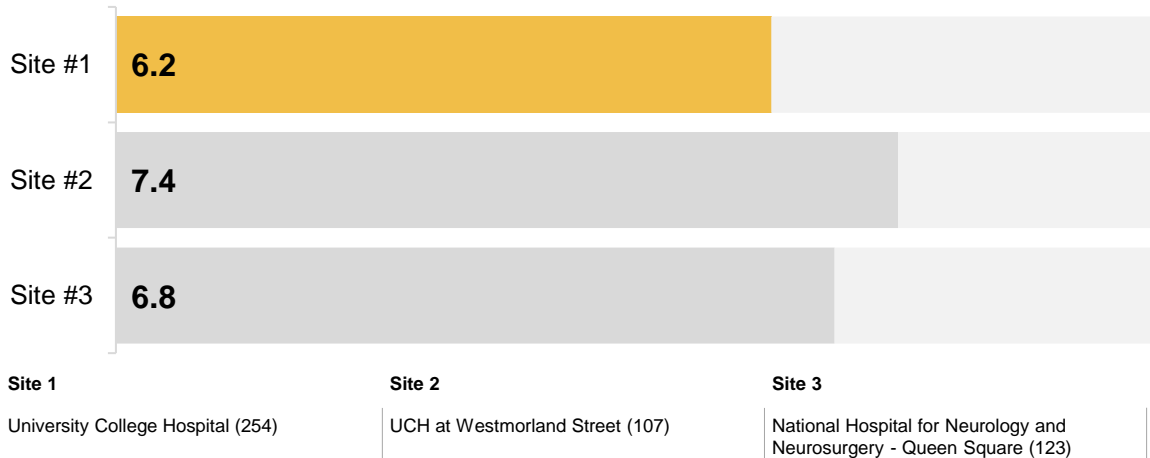 Site #1
6.2
Site #2
7.4
Site #3
6.8
Site 1
Site 2
Site 3
University College Hospital (254)
UCH at Westmorland Street (107)
National Hospital for Neurology and
Neurosurgery - Queen Square (123)